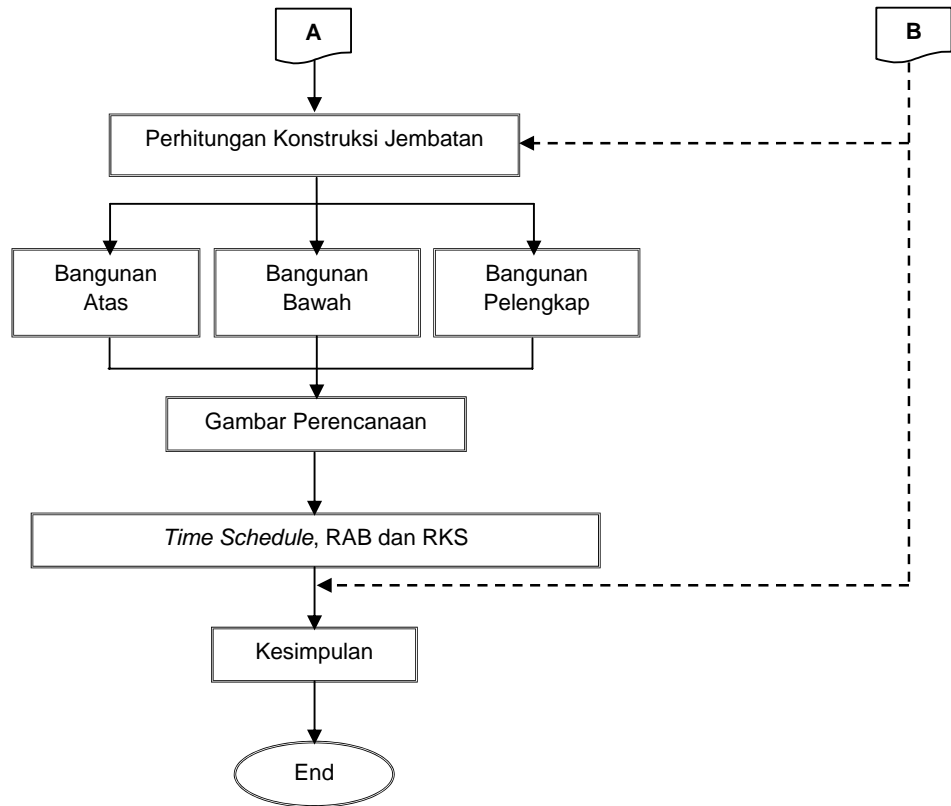 A
B
Perhitungan Konstruksi Jembatan
Bangunan
Atas
Bangunan
Bawah
Bangunan
Pelengkap
Gambar Perencanaan
Time Schedule, RAB dan RKS
Kesimpulan
End